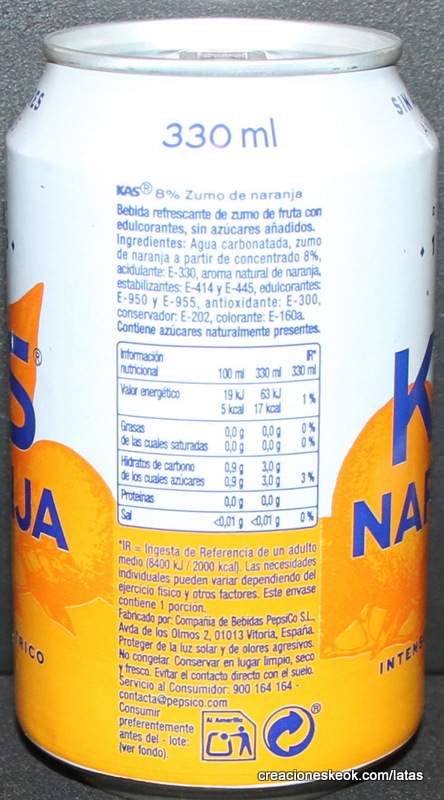 330 ml
KAS® 8% Zumo de naranja
Bebida refrescante de zumo de fruta con
edulcorantes, sin azúcares añadidos.
Ingredientes: Agua carbonatada, zumo
de naranja a partir de concentrado 8%,
acidulante: E-330, aroma natural de naranja,
estabilizantes: E-414 y E-445, edulcorantes:
E-950 y E-955, antioxidante: E-300,
conservador: E-202, colorante: E-160a.
Contiene azúcares naturalmente presentes.
Información nutricional 100 ml 330 ml IR* 330 ml
Valor energético 19 kJ 63 kJ 1%
5 kcal 17 kcal
Grasas 0,0 g 0,0 g 0%
de las cuales saturadas 0,0 g 0,0 g 0%
Hidratos de carbono 0,9 g 3,0 g
de los cuales azúcares 0,9 g 3,0 g 3%
Proteínas 0,0 g 0,0 g
Sal <0,01 g <0,01 g 0%
*IR = Ingesta de Referencia de un adulto
medio (8400 kJ / 2000 kcal). Las necesidades
individuales pueden variar dependiendo del
ejercicio físico y otros factores. Este envase
contiene 1 porción.
Fabricado por: Compañía de Bebidas PepsiCo S.L.,
Avda de los Olmos 2, 01013 Vitoria, España.
Proteger de la luz solar y de olores agresivos.
No congelar. Conservar en lugar limpio, seco
y fresco. Evitar el contacto directo con el suelo.
Servicio al Consumidor: 900 164 164 -
contacta@pepsico.com
Consumir
preferentemente
antes del - lote:
(ver fondo).
Al Amarillo
®
S®
JA
TRICO
K
NAR
INTENS
SIN
creacioneskeok.com/latas